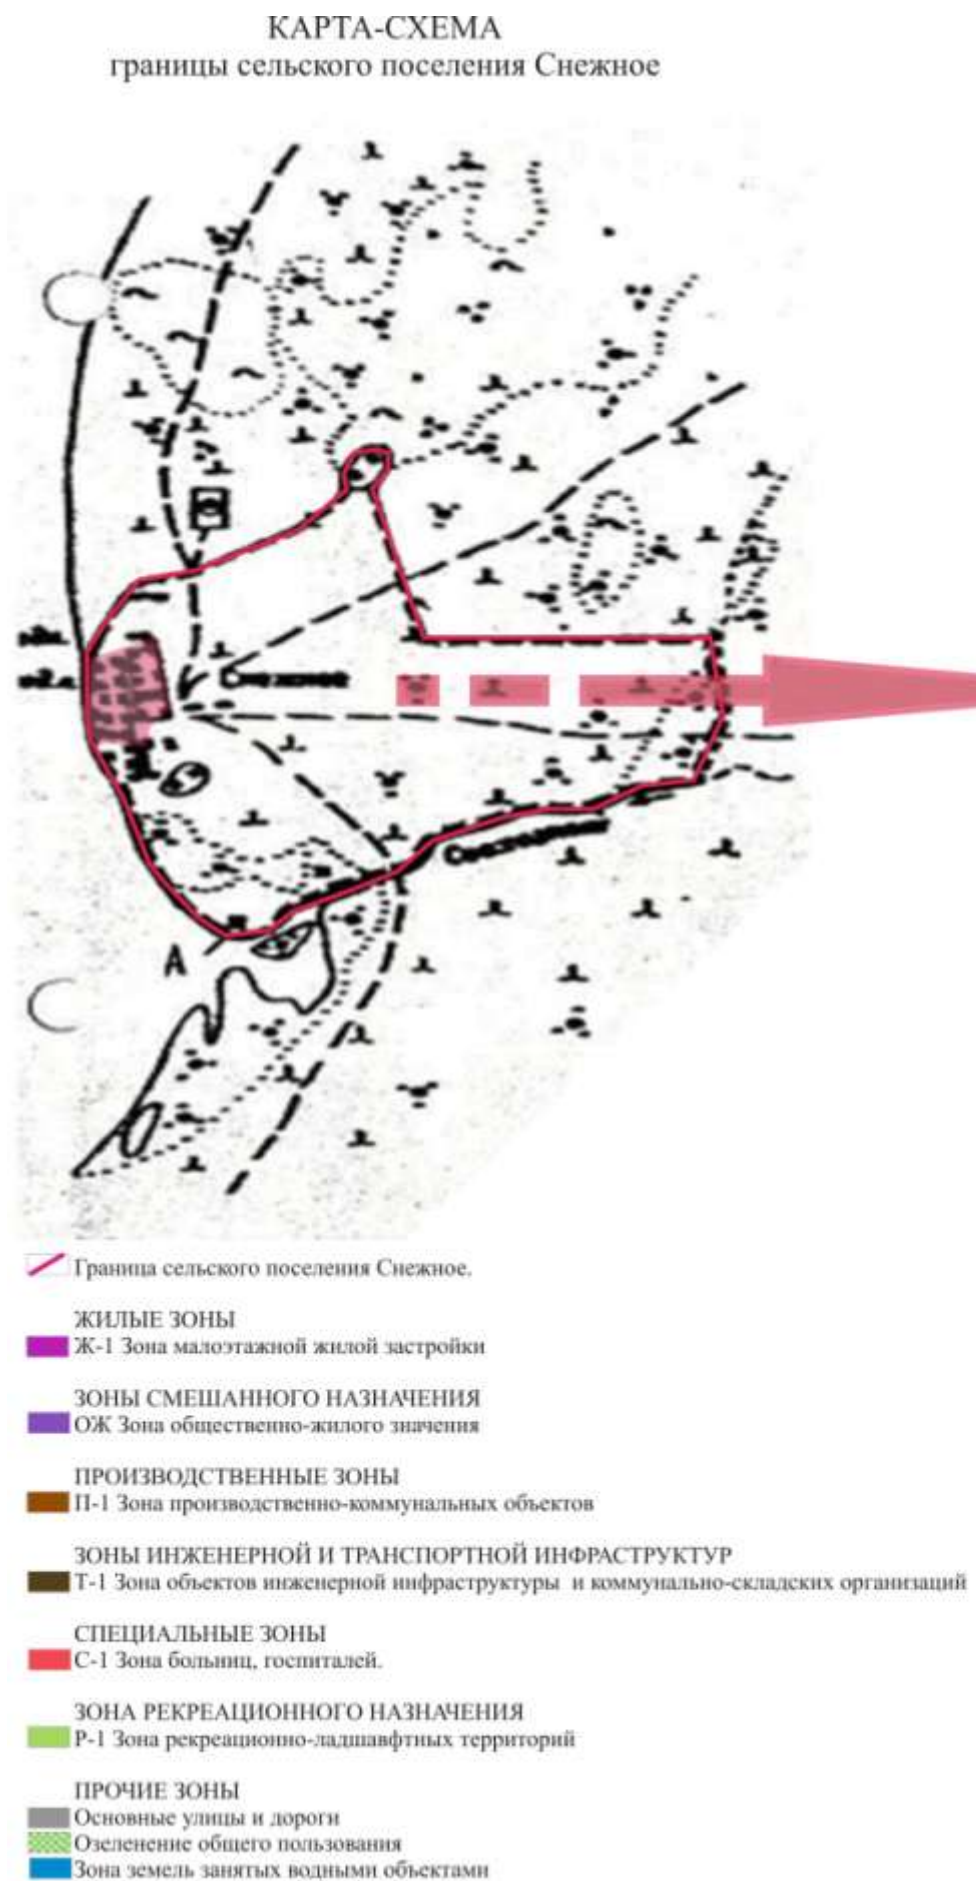 КАРТА-СХЕМА
границы сельского поселения Снежное
А
Граница сельского поселения Снежное.
ЖИЛЫЕ ЗОНЫ
Ж-1 Зона малоэтажной жилой застройки
ЗОНЫ СМЕШАННОГО НАЗНАЧЕНИЯ
ОЖ Зона общественно-жилого значения
ПРОИЗВОДСТВЕННЫЕ ЗОНЫ
П-1 Зона производственно-коммунальных объектов
ЗОНЫ ИНЖЕНЕРНОЙ И ТРАНСПОРТНОЙ ИНФРАСТРУКТУР
Т-1 Зона объектов инженерной инфраструктуры и коммунально-складских организаций
СПЕЦИАЛЬНЫЕ ЗОНЫ
С-1 Зона больниц, госпиталей.
ЗОНА РЕКРЕАЦИОННОГО НАЗНАЧЕНИЯ
Р-1 Зона рекреационно-ладшавфтных территорий
ПРОЧИЕ ЗОНЫ
Основные улицы и дороги
Озеленение общего пользования
Зона земель занятых водными объектами